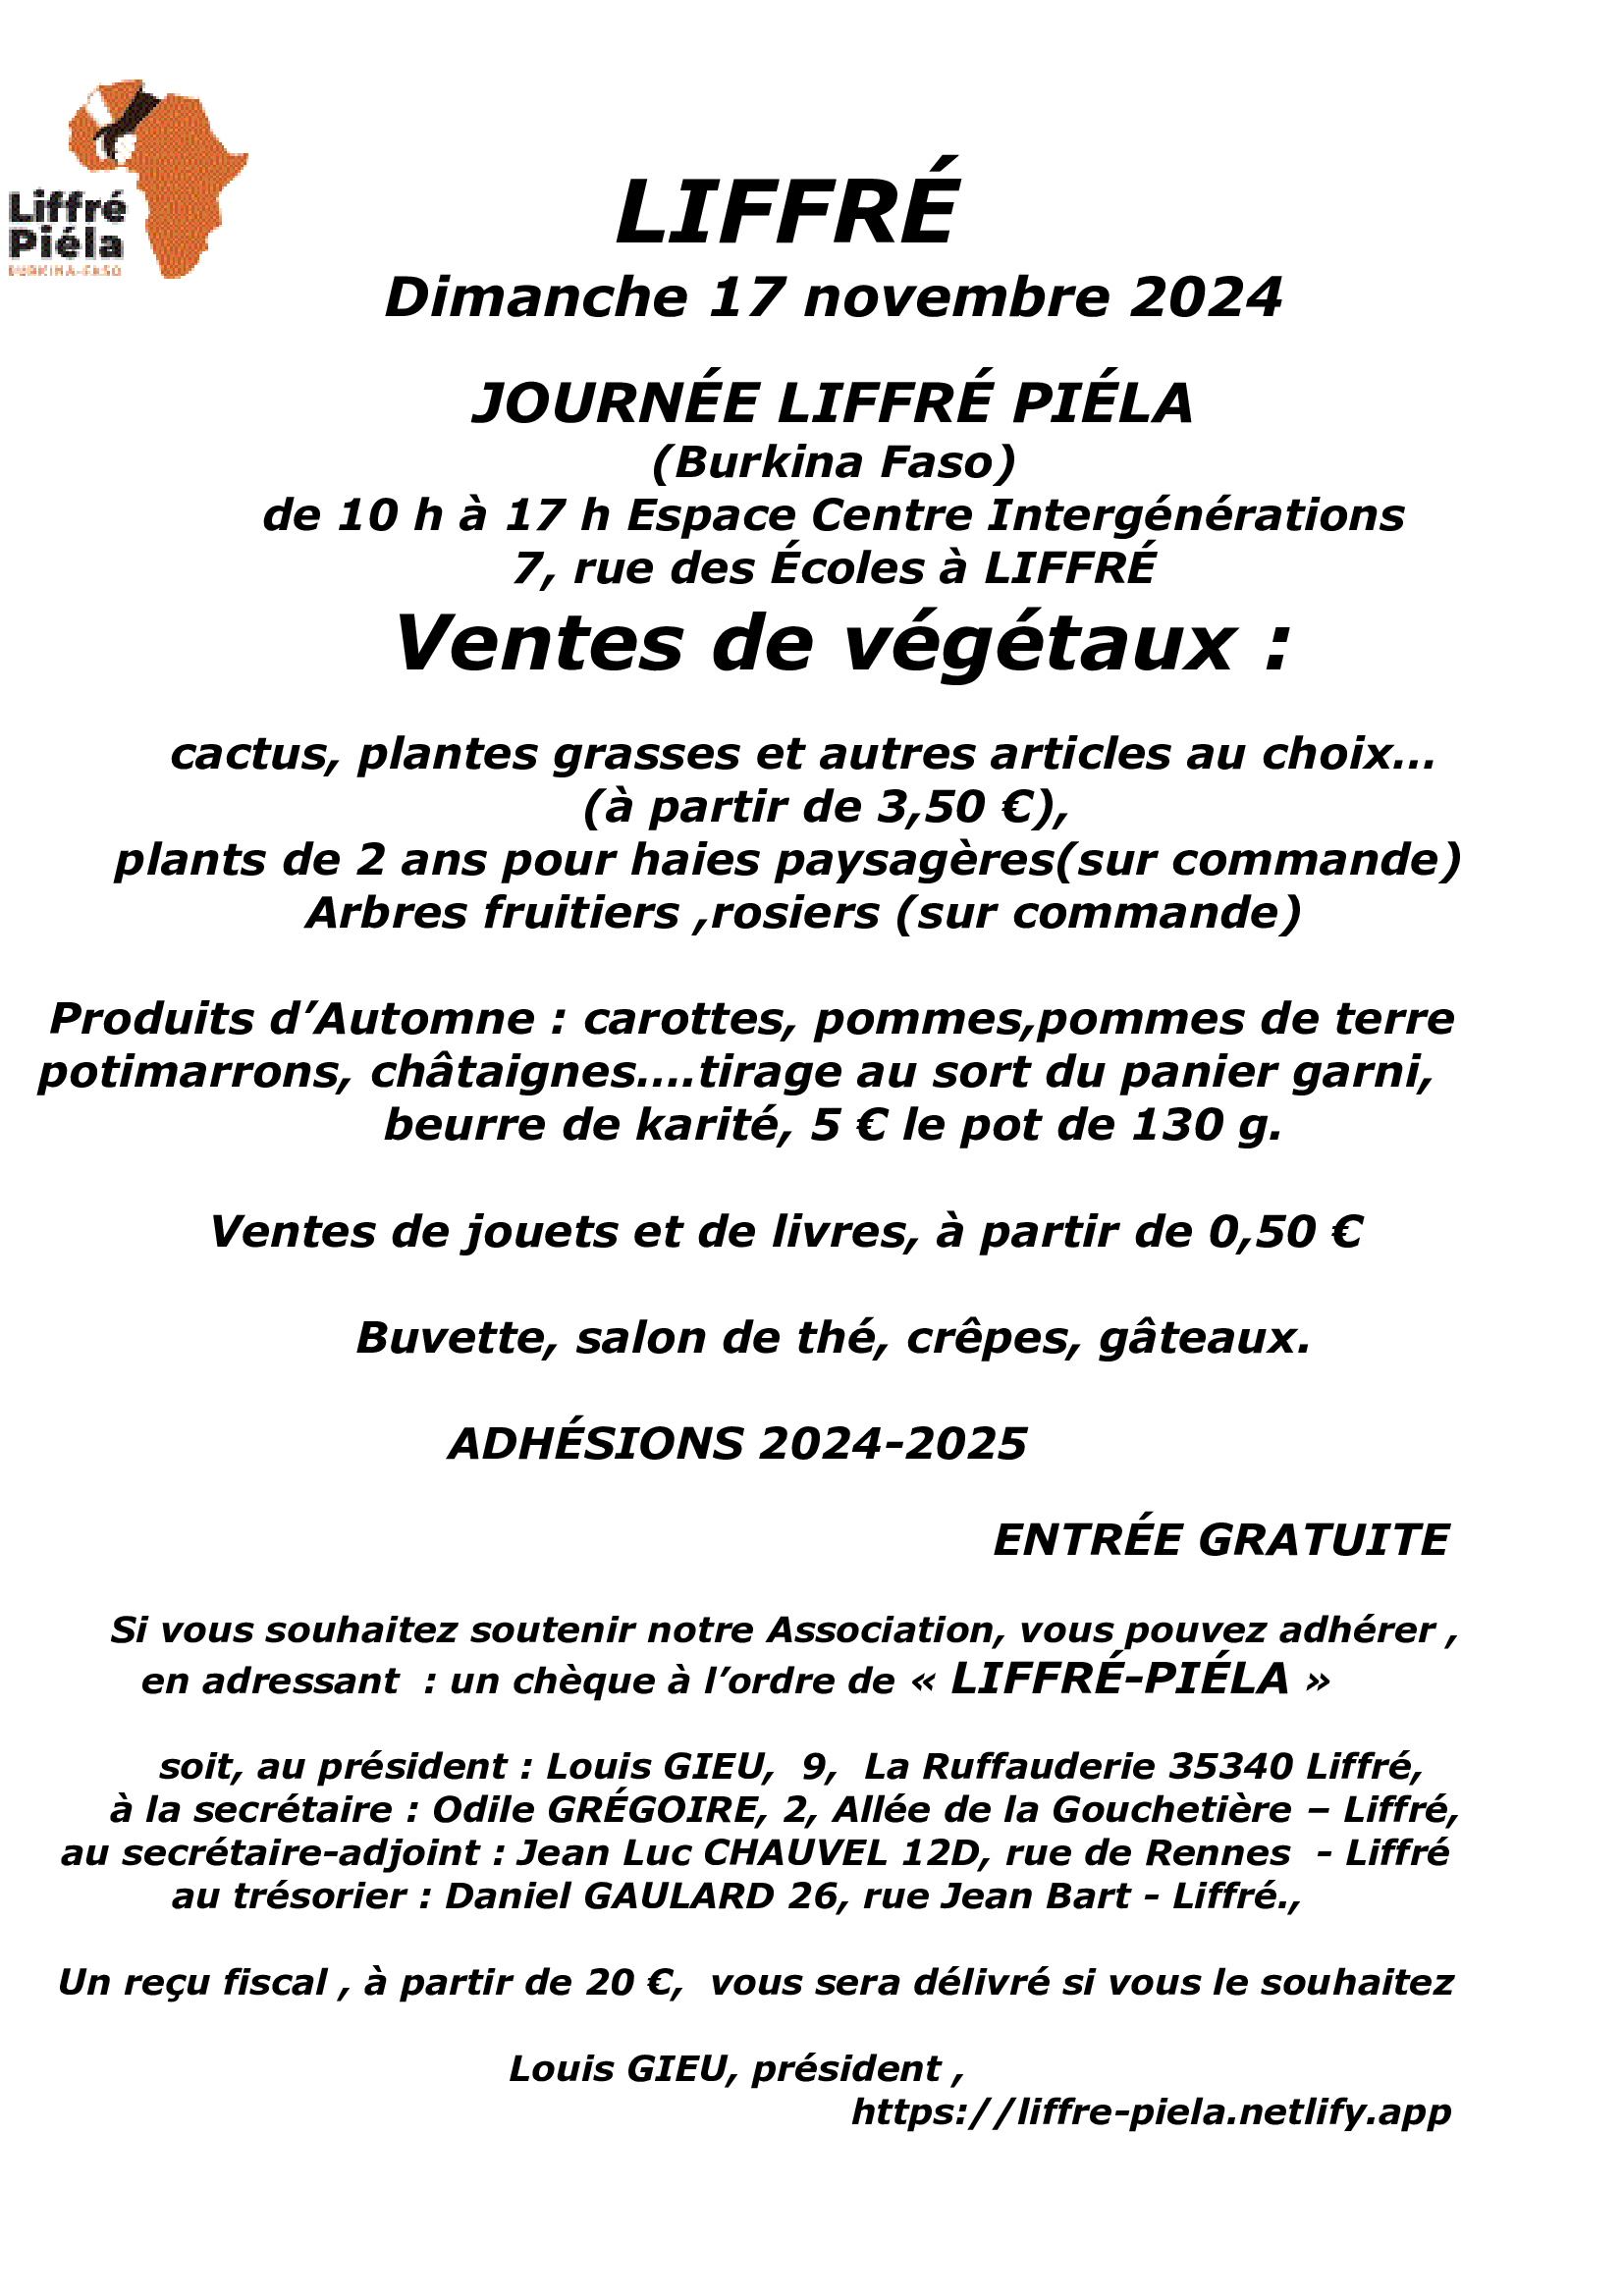 Liffré
Piéla
BURKINA-FASO
LIFFRÉ
Dimanche 17 novembre 2024
JOURNÉE LIFFRÉ PIÉLA
(Burkina Faso)
de 10 h à 17 h Espace Centre Intergénérations
7, rue des Écoles à LIFFRÉ
Ventes de végétaux :
cactus, plantes grasses et autres articles au choix…
(à partir de 3,50 €),
plants de 2 ans pour haies paysagères(sur commande)
Arbres fruitiers ,rosiers (sur commande)
Produits d’Automne : carottes, pommes,pommes de terre
potimarrons, châtaignes….tirage au sort du panier garni,
beurre de karité, 5 € le pot de 130 g.
Ventes de jouets et de livres, à partir de 0,50 €
Buvette, salon de thé, crêpes, gâteaux.
ADHÉSIONS 2024-2025
ENTRÉE GRATUITE
Si vous souhaitez soutenir notre Association, vous pouvez adhérer ,
en adressant  : un chèque à l’ordre de « LIFFRÉ-PIÉLA »
soit, au président : Louis GIEU,  9,  La Ruffauderie 35340 Liffré,
à la secrétaire : Odile GRÉGOIRE, 2, Allée de la Gouchetière – Liffré,
au secrétaire-adjoint : Jean Luc CHAUVEL 12D, rue de Rennes  - Liffré
au trésorier : Daniel GAULARD 26, rue Jean Bart - Liffré.,
Un reçu fiscal , à partir de 20 €,  vous sera délivré si vous le souhaitez
Louis GIEU, président ,
https://liffre-piela.netlify.app